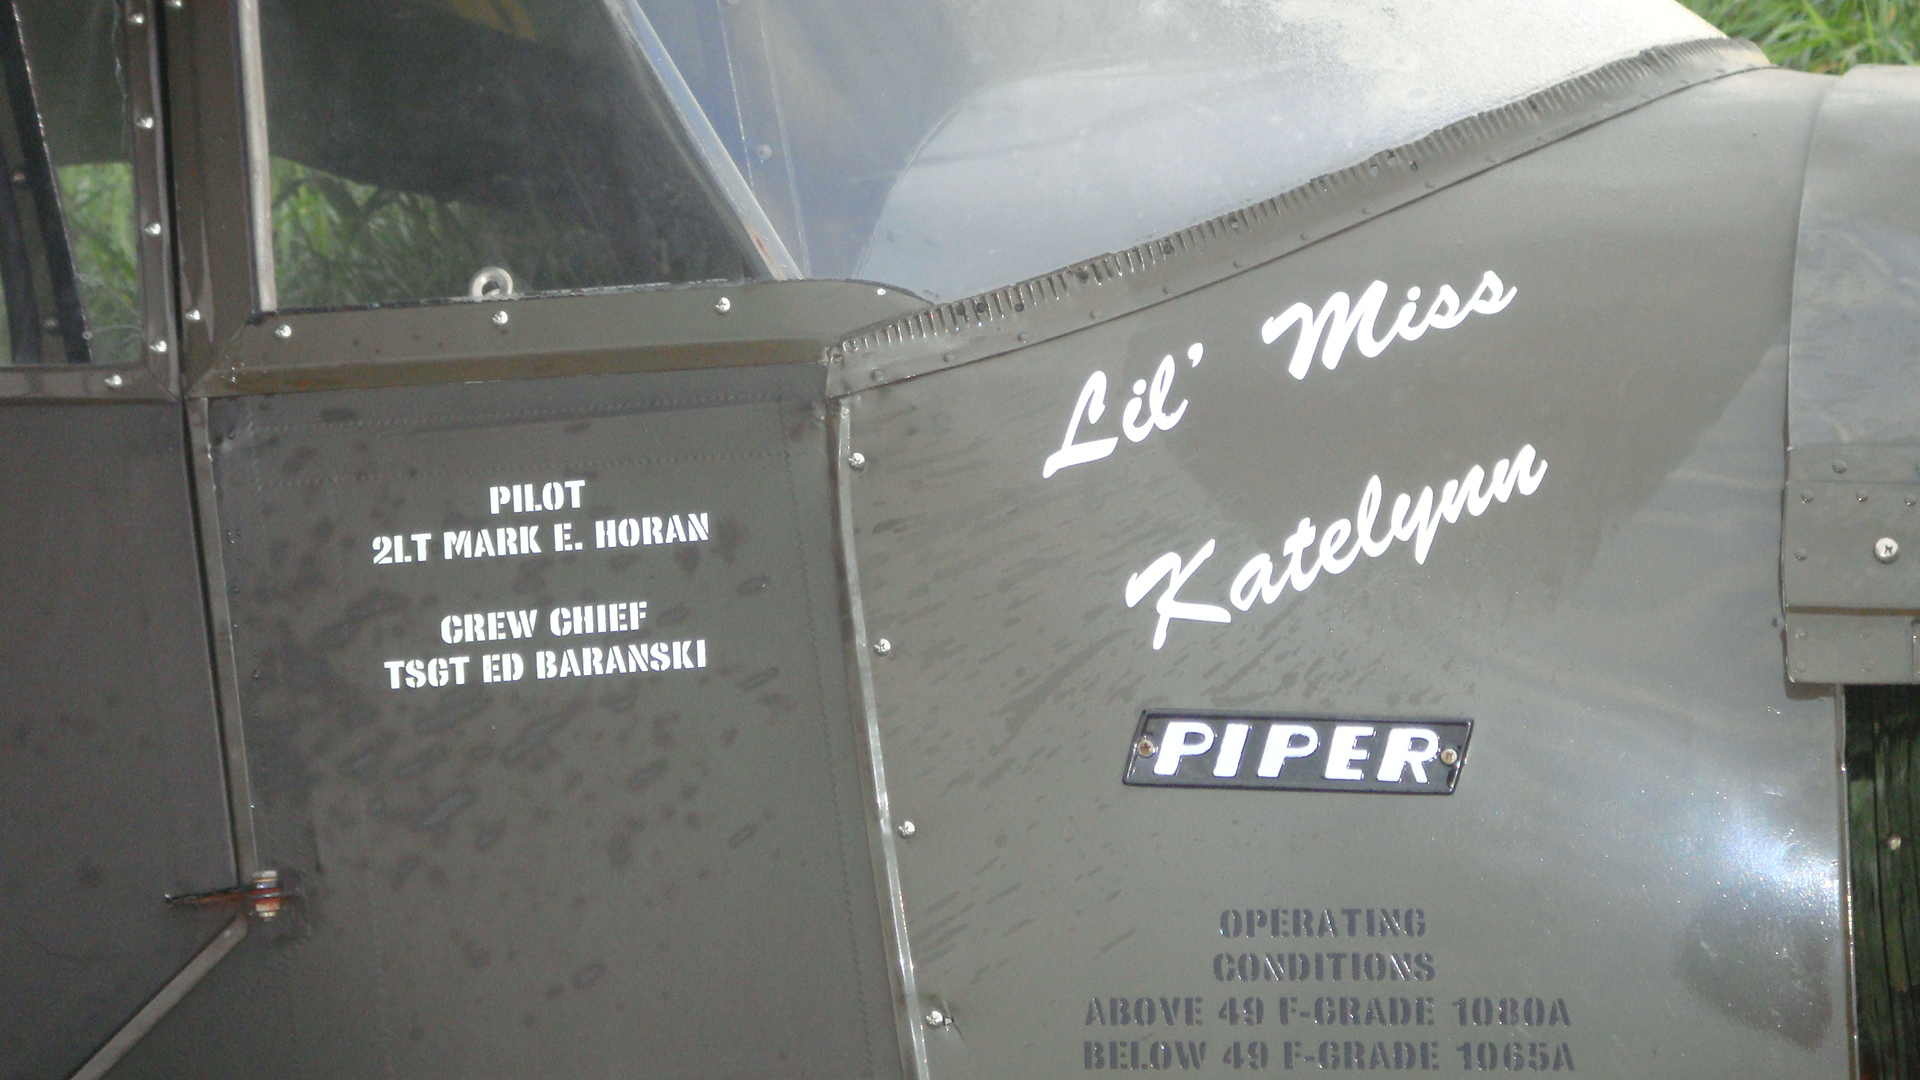 PILOT
2LT MARK E. HORAN
CREW CHIEF
TSGT ED BARANSKI
Lil' Miss
Katelynn
PIPER
OPERATING
CONDITIONS
ABOVE 49 F-GRADE 1080A
BELOW 49 F-GRADE 1065A